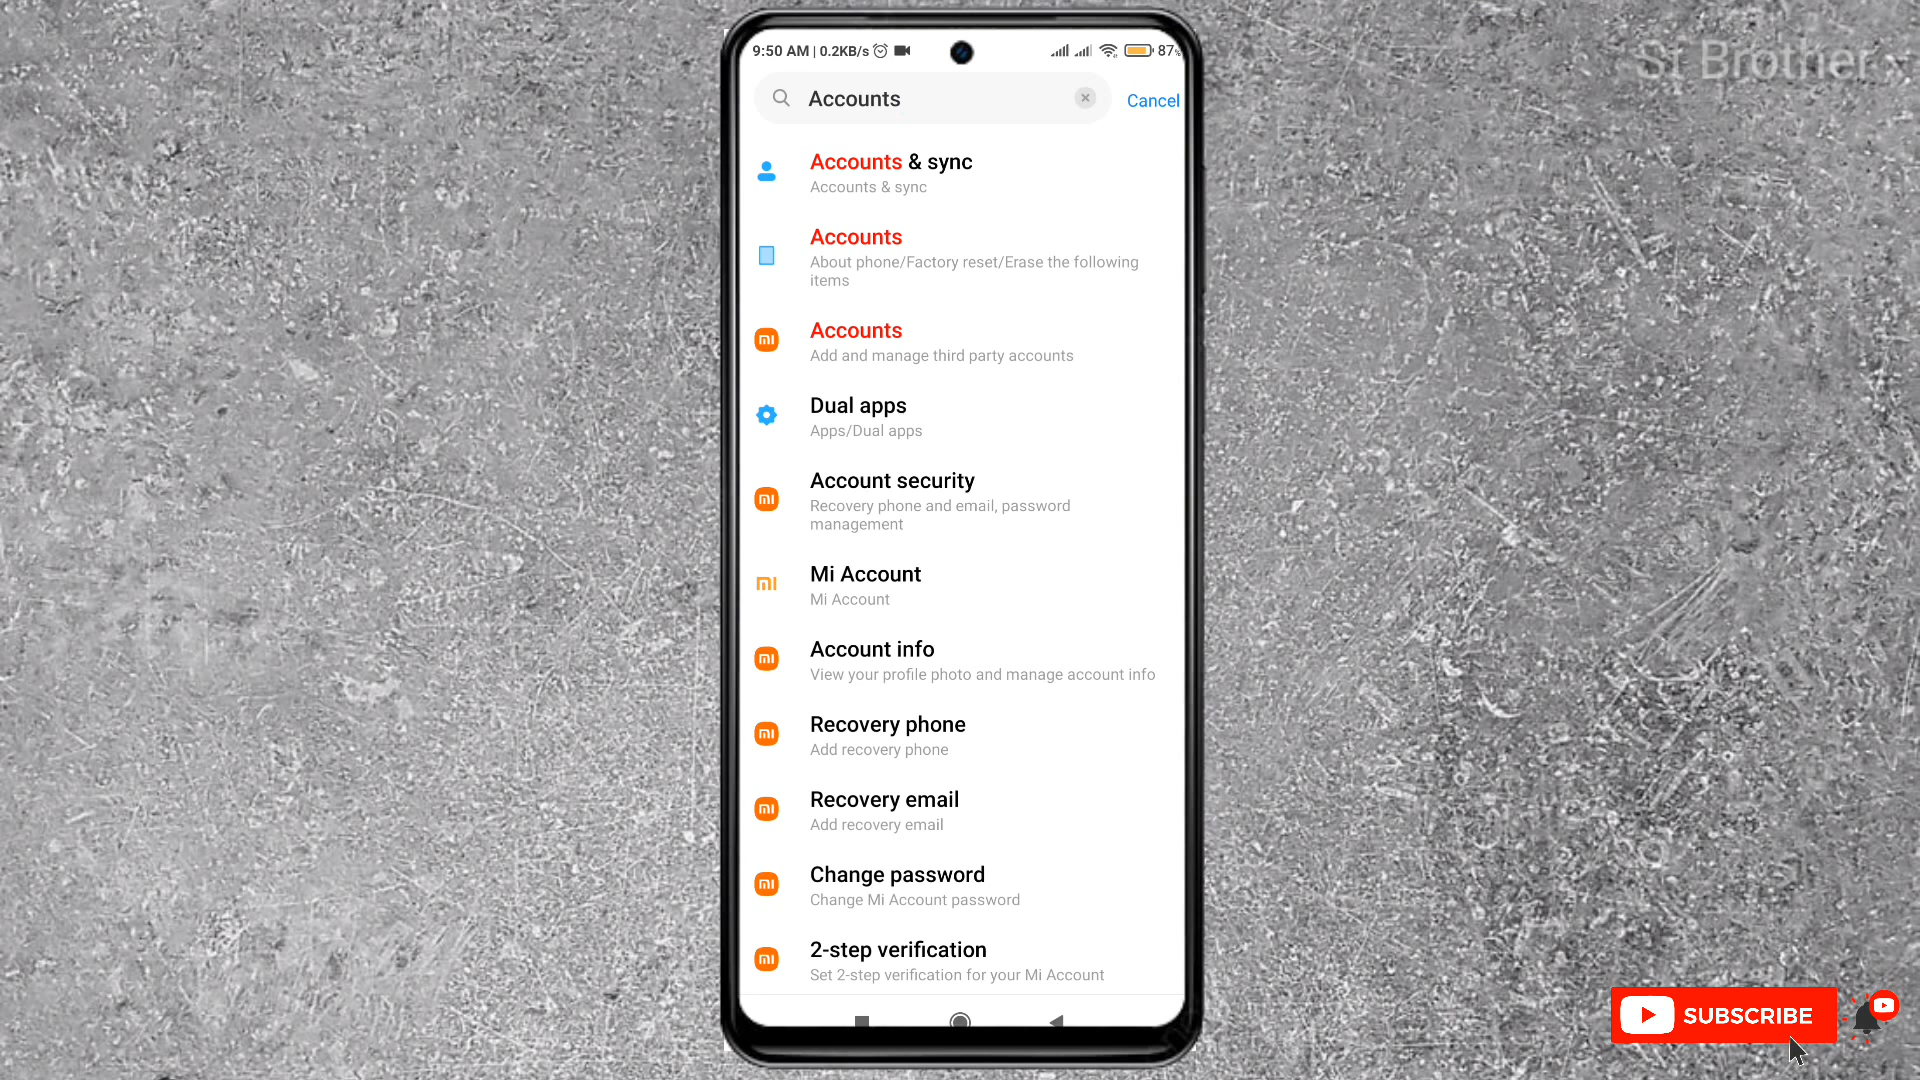 St Brother
9:50 AM | 0.2KB/s
87%
Accounts
Cancel
Accounts & sync
Accounts & sync
Accounts
About phone/Factory reset/Erase the following
items
Accounts
Add and manage third party accounts
Dual apps
Apps/Dual apps
Account security
Recovery phone and email, password
management
Mi Account
Mi Account
Account info
View your profile photo and manage account info
Recovery phone
Add recovery phone
Recovery email
Add recovery email
Change password
Change Mi Account password
2-step verification
Set 2-step verification for your Mi Account
SUBSCRIBE